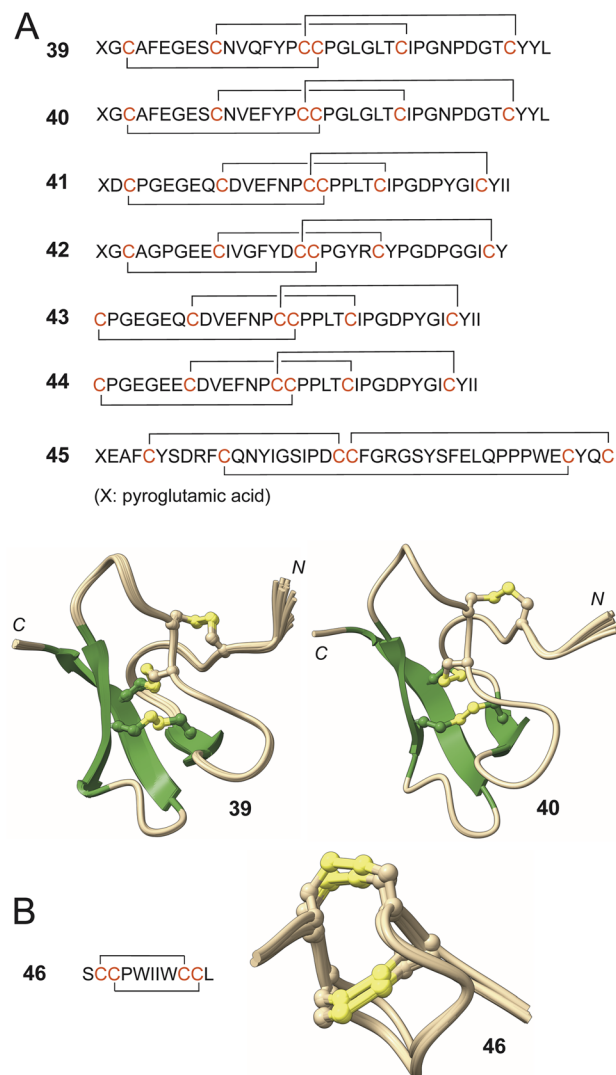 A
39 XGCAFEGESCNVQFYPCCPGLGLTCIPGNPDGTCYYL
40 XGCAFEGESCNVEFYPCCPGLGLTCIPGNPDGTCYYL
41 XDCPGEGEQCDVEFNPCCPPLTCIPGDPYGICYII
42 XGCAGPGEECIVGFYDCCPGYRCYPGDPGGICY
43 CPGEGEQCDVEFNPCCPPLTCIPGDPYGICYII
44 CPGEGEECDVEFNPCCPPLTCIPGDPYGICYII
45 XEAFCYSDRFCQNYIGSIPDCCFGRGSYSFELQPPPWECYQC
(X: pyroglutamic acid)
C N
39
C N
40
B
46 SCCPWIIWCCL
46